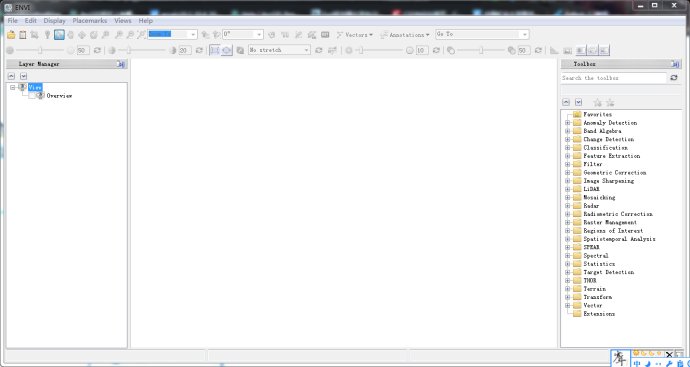 ENVI
File Edit Display Placemarks Views Help
0° Vectors Annotations Go To
50 20 No stretch 10 50
Layer Manager
View
Overview
Toolbox
Search the toolbox
Favorites
Anomaly Detection
Band Algebra
Change Detection
Classification
Feature Extraction
Filter
Geometric Correction
Image Sharpening
LiDAR
Mosaicking
Radar
Radiometric Correction
Raster Management
Regions of Interest
Spatiotemporal Analysis
SPEAR
Spectral
Statistics
Target Detection
THOR
Terrain
Transform
Vector
Extensions
中